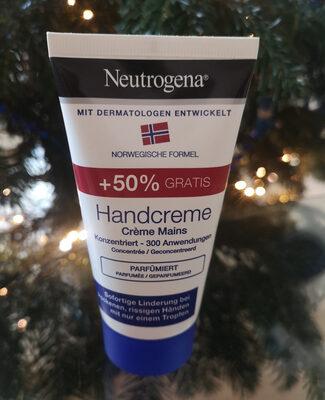 Neutrogena®
MIT DERMATOLOGEN ENTWICKELT
NORWEGISCHE FORMEL
+50% GRATIS
Handcreme
Crème Mains
Konzentriert - 300 Anwendungen
Concentrée / Geconcentreerd
PARFÜMIERT
PARFUMÉE / GEPARFUMEERD
Sofortige Linderung bei
trockenen, rissigen Händen
mit nur einem Tropfen